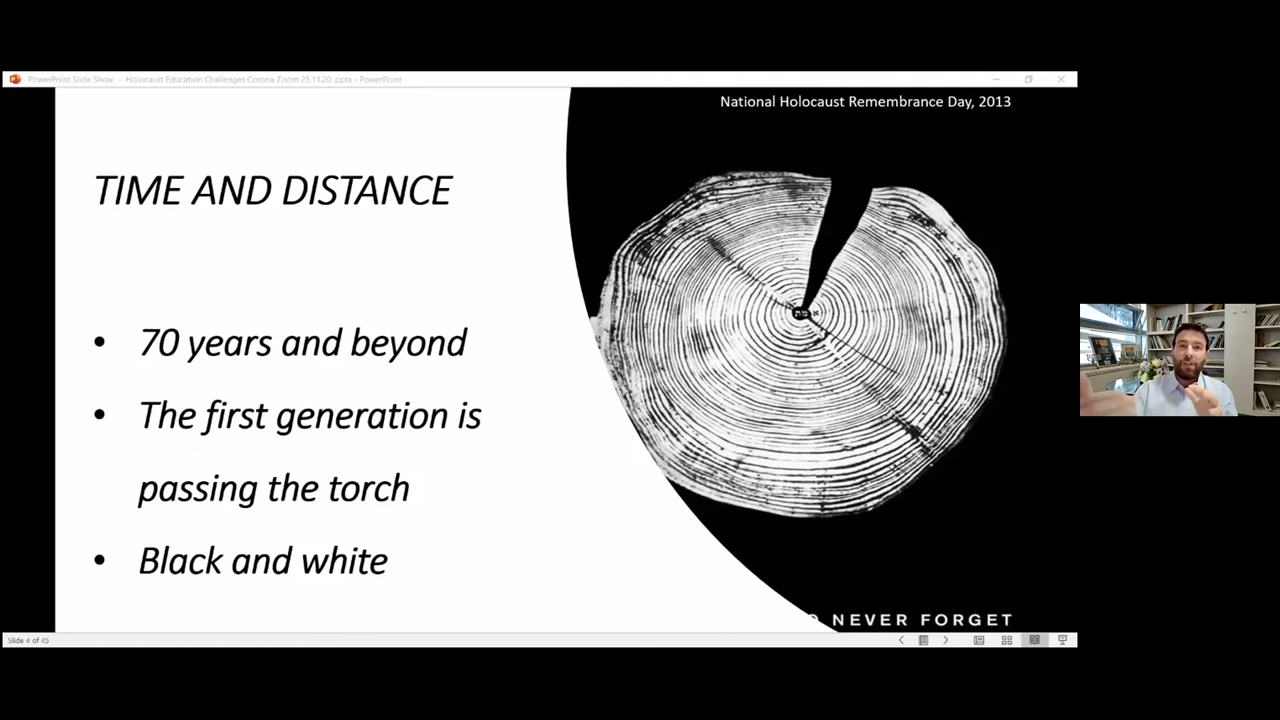 PowerPoint Slide Show - Holocaust Education Challenges Corona Zoom 25.11.20 .pptx - PowerPoint
National Holocaust Remembrance Day, 2013
TIME AND DISTANCE
• 70 years and beyond
• The first generation is
passing the torch
• Black and white
NEVER FORGET
Slide 4 of 45